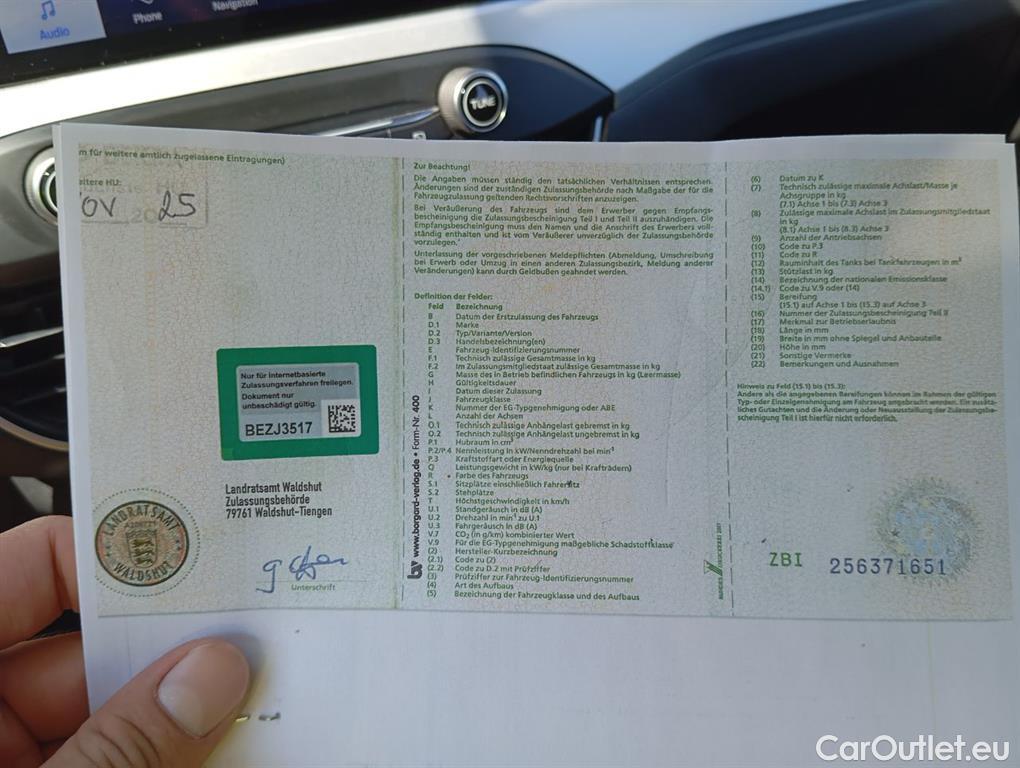 Audio
Phone
Navigation
TUNE
m für weitere amtlich zugelassene Eintragungen)
itere HU:
NOV 2025
Nur für internetbasierte
Zulassungsverfahren freilegen.
Dokument nur
unbeschädigt gültig.
BEZJ3517
Landratsamt Waldshut
Zulassungsbehörde
79761 Waldshut-Tiengen
LANDRATSAMT
WALDSHUT
Unterschrift
www.borgard-verlag.de • Form-Nr. 400
bv
Zur Beachtung!
Die Angaben müssen ständig den tatsächlichen Verhältnissen entsprechen.
Änderungen sind der zuständigen Zulassungsbehörde nach Maßgabe der für die
Fahrzeugzulassung geltenden Rechtsvorschriften anzuzeigen.
Bei Veräußerung des Fahrzeugs sind dem Erwerber gegen Empfangs-
bescheinigung die Zulassungsbescheinigung Teil I und Teil II auszuhändigen. Die
Empfangsbescheinigung muss den Namen und die Anschrift des Erwerbers voll-
ständig enthalten und ist vom Veräußerer unverzüglich der Zulassungsbehörde
vorzulegen.
Unterlassung der vorgeschriebenen Meldepflichten (Abmeldung, Umschreibung
bei Erwerb oder Umzug in einen anderen Zulassungsbezirk, Meldung anderer
Veränderungen) kann durch Geldbußen geahndet werden.
Definition der Felder:
Feld Bezeichnung
B Datum der Erstzulassung des Fahrzeugs
D.1 Marke
D.2 Typ/Variante/Version
D.3 Handelsbezeichnung(en)
E Fahrzeug-Identifizierungsnummer
F.1 Technisch zulässige Gesamtmasse in kg
F.2 Im Zulassungsmitgliedstaat zulässige Gesamtmasse in kg
G Masse des in Betrieb befindlichen Fahrzeugs in kg (Leermasse)
H Gültigkeitsdauer
I Datum dieser Zulassung
J Fahrzeugklasse
K Nummer der EG-Typgenehmigung oder ABE
L Anzahl der Achsen
O.1 Technisch zulässige Anhängelast gebremst in kg
O.2 Technisch zulässige Anhängelast ungebremst in kg
P.1 Hubraum in cm³
P.2/P.4 Nennleistung in kW/Nenndrehzahl bei min⁻¹
P.3 Kraftstoffart oder Energiequelle
Q Leistungsgewicht in kW/kg (nur bei Krafträdern)
R Farbe des Fahrzeugs
S.1 Sitzplätze einschließlich Fahrersitz
S.2 Stehplätze
T Höchstgeschwindigkeit in km/h
U.1 Standgeräusch in dB (A)
U.2 Drehzahl in min⁻¹ zu U.1
U.3 Fahrgeräusch in dB (A)
V.7 CO₂ (in g/km) kombinierter Wert
V.9 Für die EG-Typgenehmigung maßgebliche Schadstoffklasse
(2) Hersteller-Kurzbezeichnung
(2.1) Code zu (2)
(2.2) Code zu D.2 mit Prüfziffer
(3) Prüfziffer zur Fahrzeug-Identifizierungsnummer
(4) Art des Aufbaus
(5) Bezeichnung der Fahrzeugklasse und des Aufbaus
(6) Datum zu K
(7) Technisch zulässige maximale Achslast/Masse je
Achsgruppe in kg
(7.1) Achse 1 bis (7.3) Achse 3
(8) Zulässige maximale Achslast im Zulassungsmitgliedstaat
in kg
(8.1) Achse 1 bis (8.3) Achse 3
(9) Anzahl der Antriebsachsen
(10) Code zu P.3
(11) Code zu R
(12) Rauminhalt des Tanks bei Tankfahrzeugen in m³
(13) Stützlast in kg
(14) Bezeichnung der nationalen Emissionsklasse
(14.1) Code zu V.9 oder (14)
(15) Bereifung
(15.1) auf Achse 1 bis (15.3) auf Achse 3
(16) Nummer der Zulassungsbescheinigung Teil II
(17) Merkmal zur Betriebserlaubnis
(18) Länge in mm
(19) Breite in mm ohne Spiegel und Anbauteile
(20) Höhe in mm
(21) Sonstige Vermerke
(22) Bemerkungen und Ausnahmen
Hinweis zu Feld (15.1) bis (15.3):
Andere als die angegebenen Bereifungen können im Rahmen der gültigen
Typ- oder Einzelgenehmigung am Fahrzeug angebracht werden. Ein zusätz-
liches Gutachten und die Änderung oder Neuausstellung der Zulassungsbe-
scheinigung Teil I ist hierfür nicht erforderlich.
ZBI 256371651
CarOutlet.eu